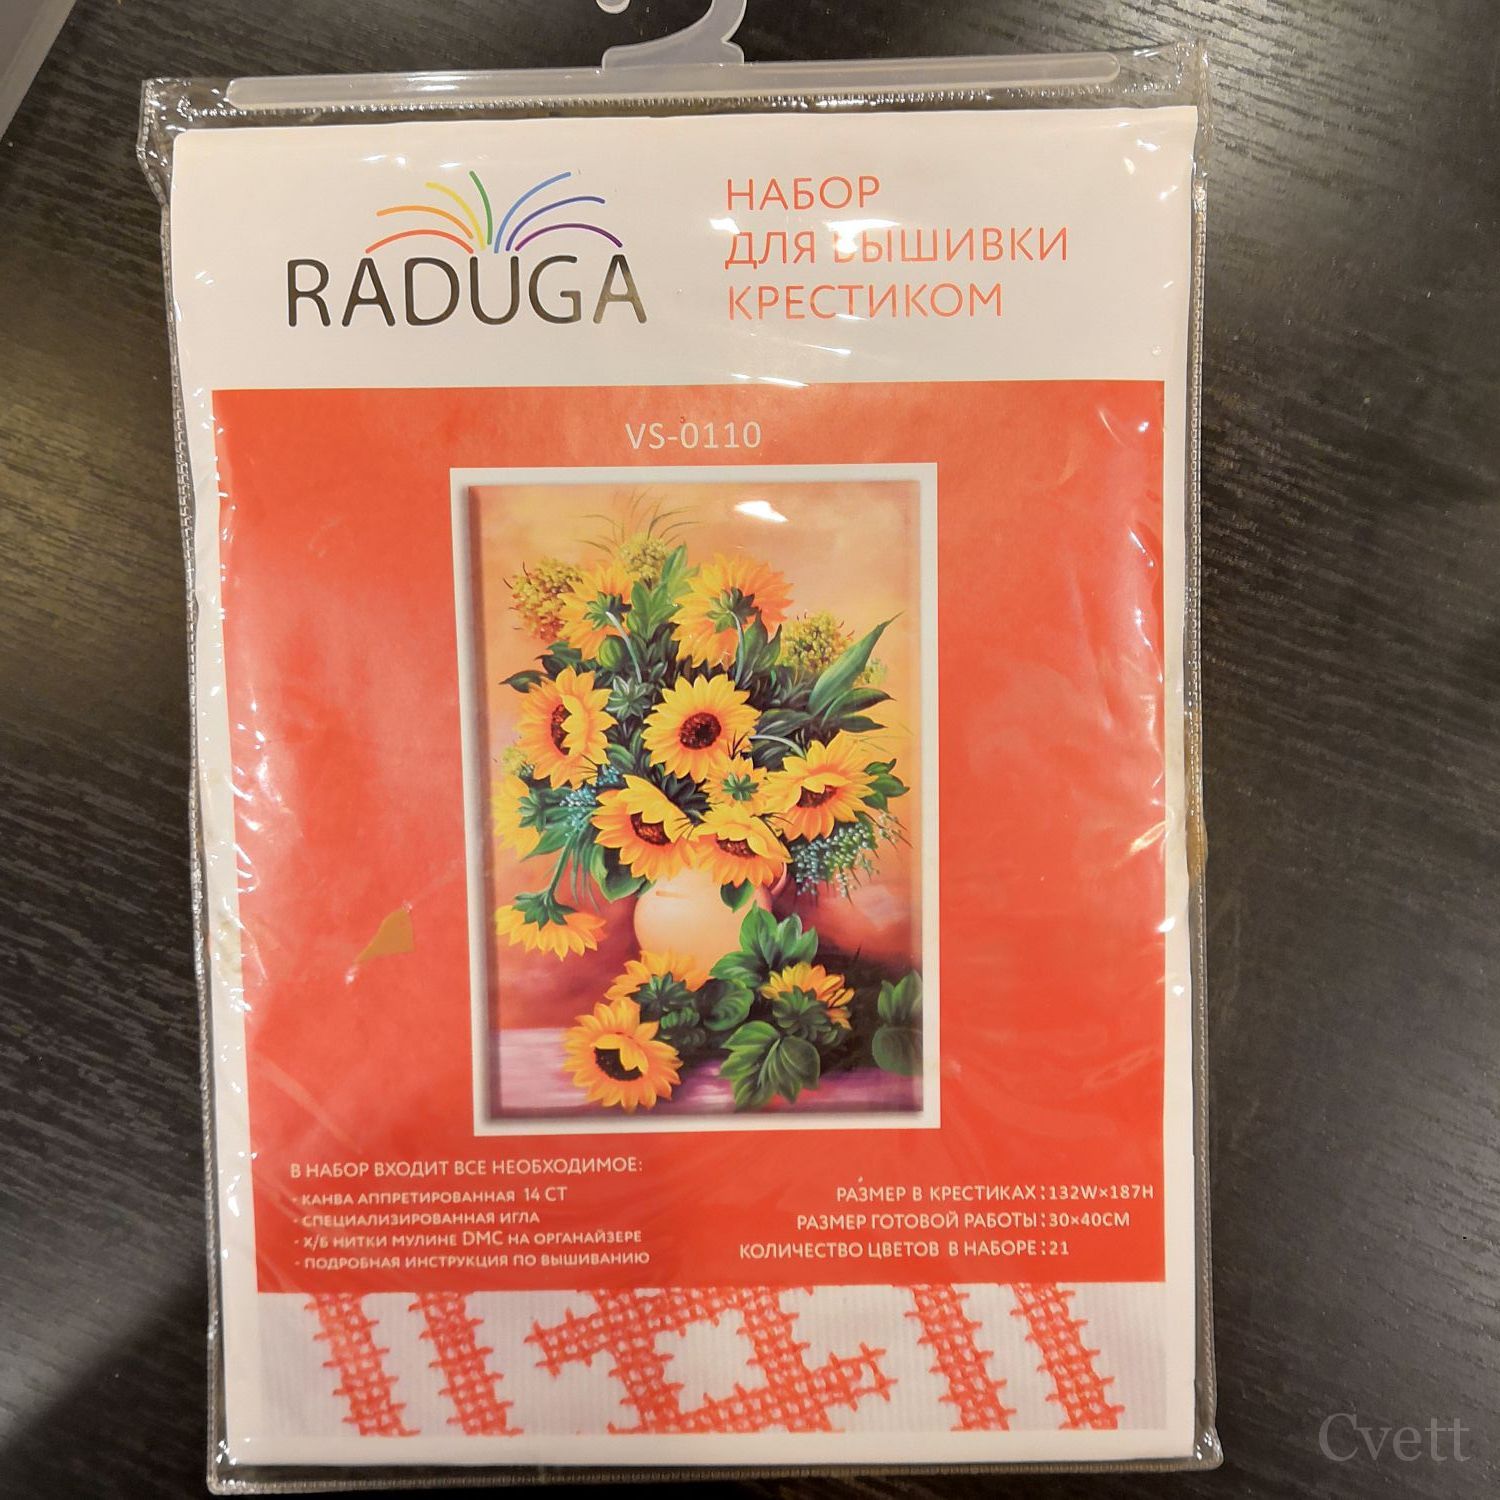 RADUGA
НАБОР
ДЛЯ ВЫШИВКИ
КРЕСТИКОМ
VS-0110
В НАБОР ВХОДИТ ВСЕ НЕОБХОДИМОЕ:
- КАНВА АППРЕТИРОВАННАЯ 14 СТ
- СПЕЦИАЛИЗИРОВАННАЯ ИГЛА
- Х/Б НИТКИ МУЛИНЕ DMC НА ОРГАНАЙЗЕРЕ
- ПОДРОБНАЯ ИНСТРУКЦИЯ ПО ВЫШИВАНИЮ
РАЗМЕР В КРЕСТИКАХ: 132W×187H
РАЗМЕР ГОТОВОЙ РАБОТЫ: 30×40СМ
КОЛИЧЕСТВО ЦВЕТОВ В НАБОРЕ: 21
Cvett